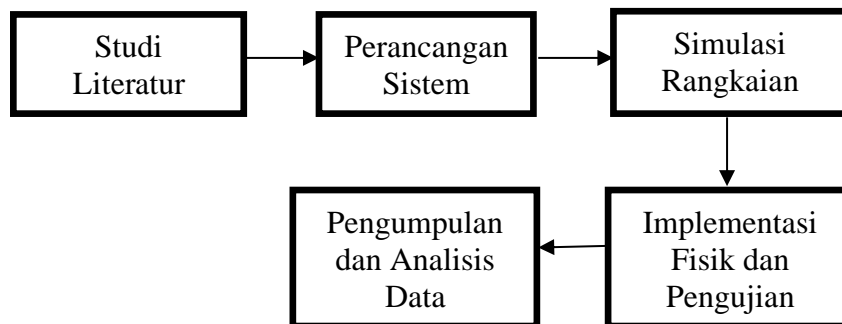 Studi
Literatur
Perancangan
Sistem
Simulasi
Rangkaian
Implementasi
Fisik dan
Pengujian
Pengumpulan
dan Analisis
Data